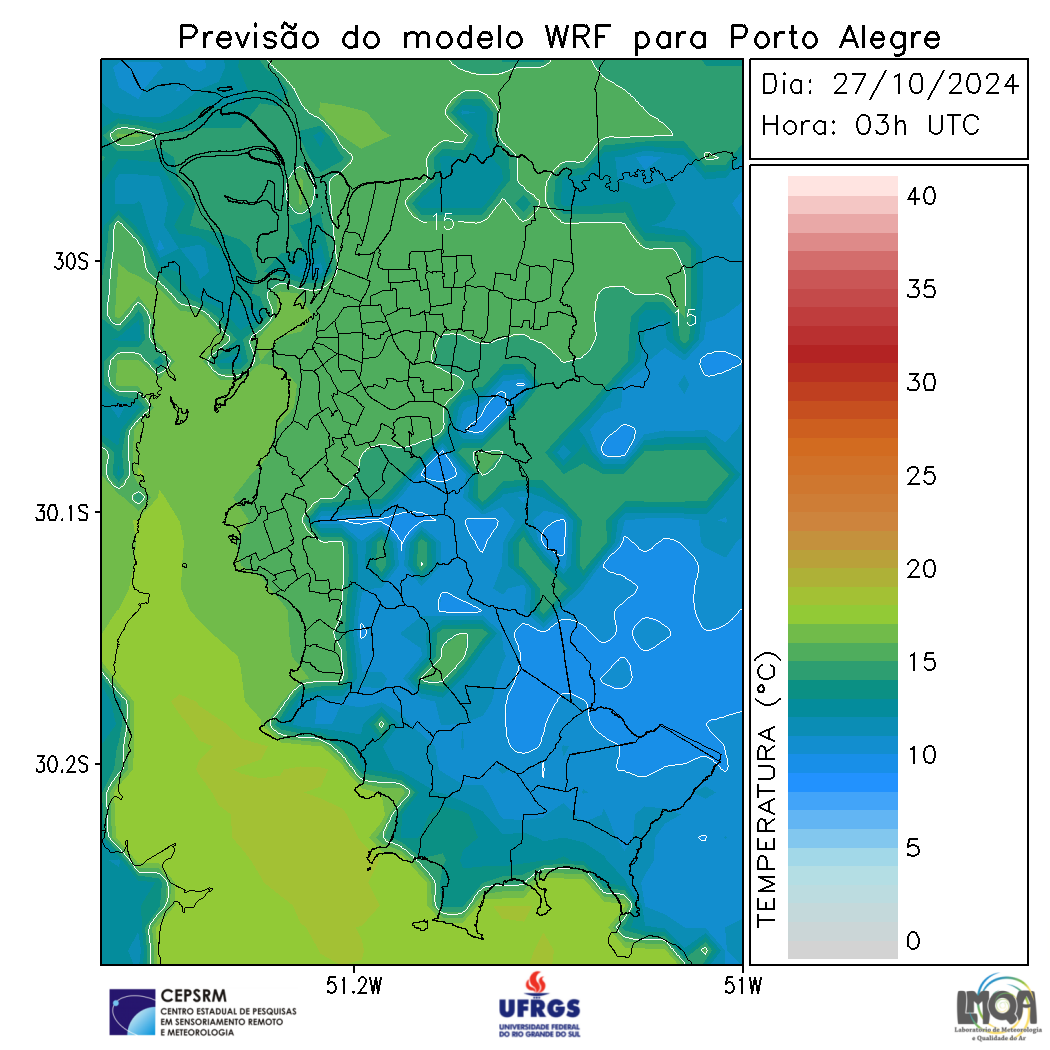 Previsão do modelo WRF para Porto Alegre
Dia: 27/10/2024
Hora: 03h UTC
40
35
30
25
20
15
10
5
0
TEMPERATURA (°C)
30S
30.1S
30.2S
15
15
51.2W
51W
CEPSRM
CENTRO ESTADUAL DE PESQUISAS
EM SENSORIAMENTO REMOTO
E METEOROLOGIA
UFRGS
UNIVERSIDADE FEDERAL
DO RIO GRANDE DO SUL
LMQA
Laboratório de Meteorologia
e Qualidade do Ar